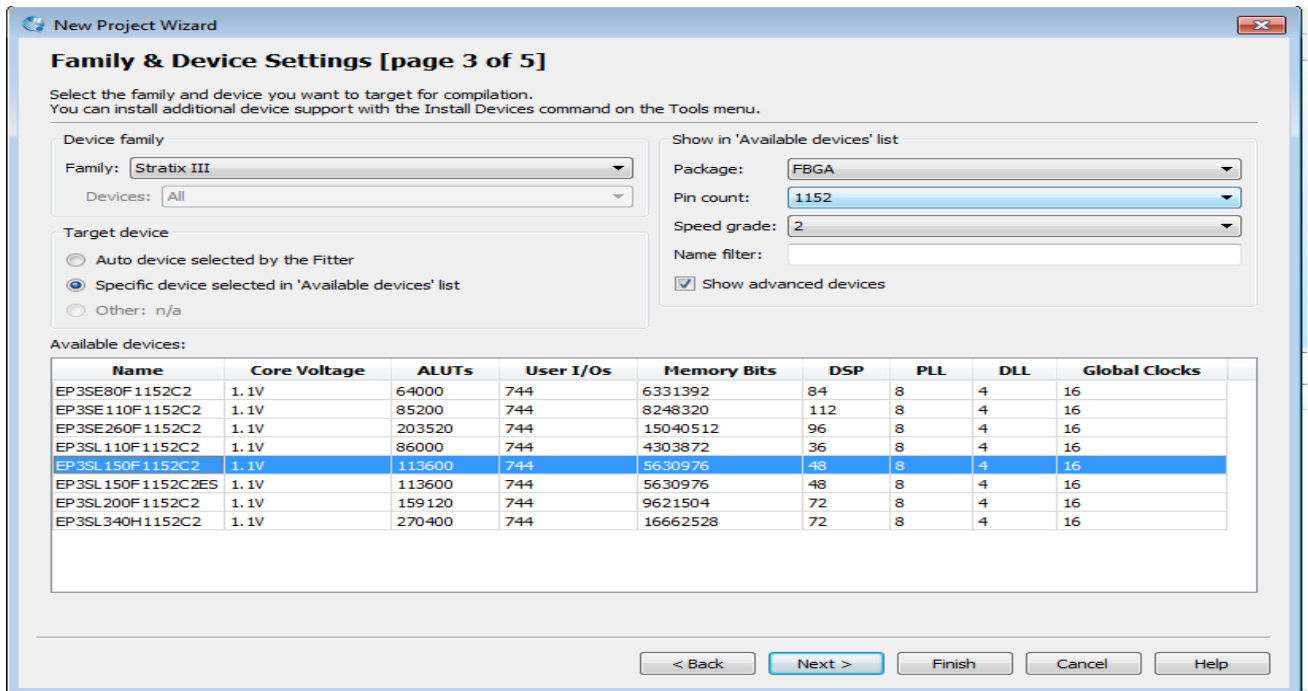 New Project Wizard
Family & Device Settings [page 3 of 5]
Select the family and device you want to target for compilation.
You can install additional device support with the Install Devices command on the Tools menu.
Device family
Family: Stratix III
Devices: All
Show in 'Available devices' list
Package: FBGA
Pin count: 1152
Speed grade: 2
Name filter:
Show advanced devices
Target device
Auto device selected by the Fitter
Specific device selected in 'Available devices' list
Other: n/a
Available devices:
Name Core Voltage ALUTs User I/Os Memory Bits DSP PLL DLL Global Clocks
EP3SE80F1152C2 1.1V 64000 744 6331392 84 8 4 16
EP3SE110F1152C2 1.1V 85200 744 8248320 112 8 4 16
EP3SE260F1152C2 1.1V 203520 744 15040512 96 8 4 16
EP3SL110F1152C2 1.1V 86000 744 4303872 36 8 4 16
EP3SL150F1152C2 1.1V 113600 744 5630976 48 8 4 16
EP3SL150F1152C2ES 1.1V 113600 744 5630976 48 8 4 16
EP3SL200F1152C2 1.1V 159120 744 9621504 72 8 4 16
EP3SL340H1152C2 1.1V 270400 744 16662528 72 8 4 16
< Back Next > Finish Cancel Help